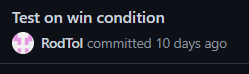 Test on win condition
RodTol committed 10 days ago